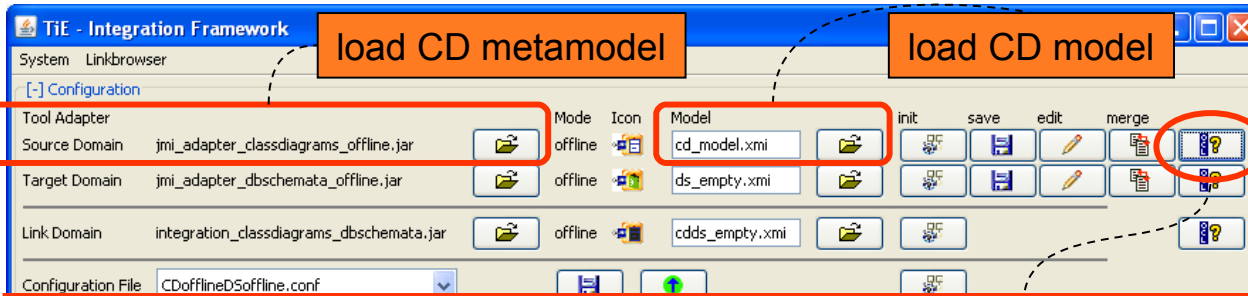 TiE - Integration Framework
load CD metamodel
load CD model
System Linkbrowser
[-] Configuration
Tool Adapter Mode Icon Model init save edit merge
Source Domain jmi_adapter_classdiagrams_offline.jar offline cd_model.xmi
Target Domain jmi_adapter_dbschemata_offline.jar offline ds_empty.xmi
Link Domain integration_classdiagrams_dbschemata.jar offline cdds_empty.xmi
Configuration File CDofflineDSoffline.conf